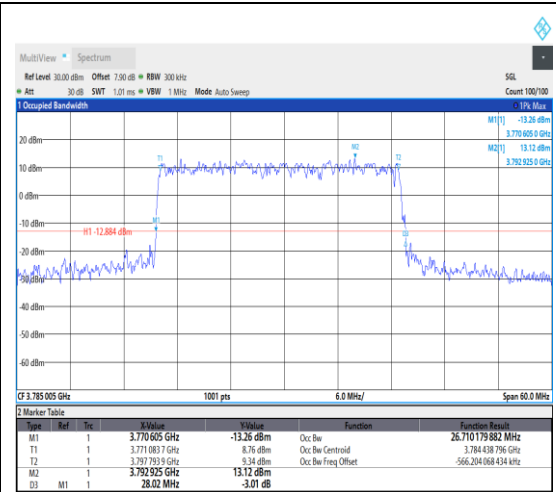 MultiView Spectrum
Ref Level 30.00 dBm Offset 7.90 dB RBW 300 kHz SGL
Att 30 dB SWT 1.01 ms VBW 1 MHz Mode Auto Sweep Count 100/100
1 Occupied Bandwidth 1Pk Max
M1[1] -13.26 dBm
3.770 605 0 GHz
M2[1] 13.12 dBm
3.792 925 0 GHz
20 dBm
M2
T1 T2
10 dBm
0 dBm
-10 dBm
M1
H1 -12.884 dBm
D3
-20 dBm
-30 dBm
-40 dBm
-50 dBm
-60 dBm
CF 3.785 005 GHz 1001 pts 6.0 MHz/ Span 60.0 MHz
2 Marker Table
Type Ref Trc X-Value Y-Value Function Function Result
M1 1 3.770 605 GHz -13.26 dBm Occ Bw 26.710 179 882 MHz
T1 1 3.771 083 7 GHz 8.76 dBm Occ Bw Centroid 3.784 438 796 GHz
T2 1 3.797 793 9 GHz 9.34 dBm Occ Bw Freq Offset -566.204 068 434 kHz
M2 1 3.792 925 GHz 13.12 dBm
D3 M1 1 28.02 MHz -3.01 dB